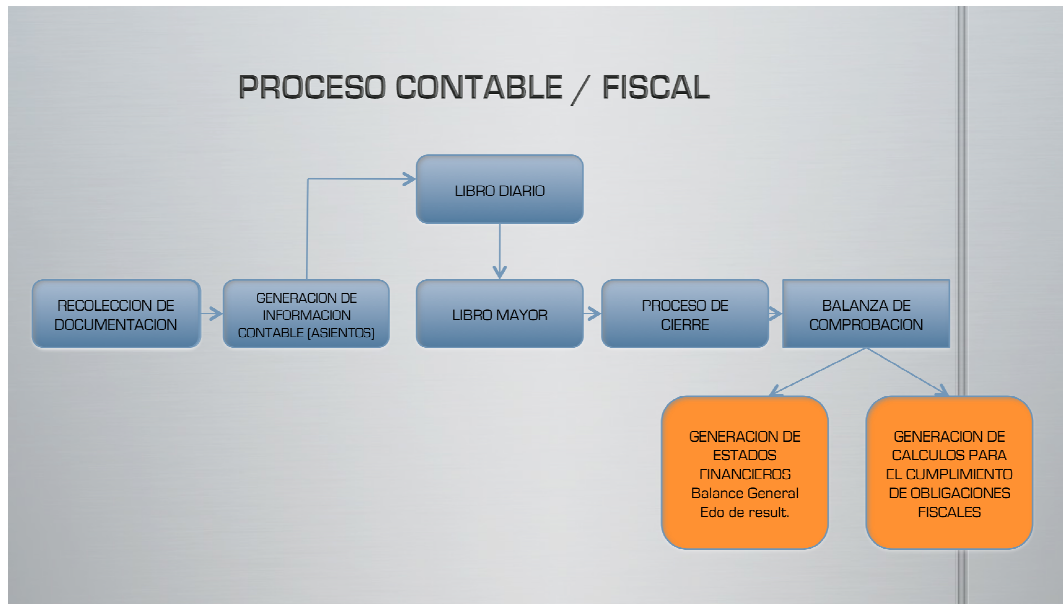 PROCESO CONTABLE / FISCAL
LIBRO DIARIO
RECOLECCION DE
DOCUMENTACION
GENERACION DE
INFORMACION
CONTABLE (ASIENTOS)
LIBRO MAYOR
PROCESO DE
CIERRE
BALANZA DE
COMPROBACION
GENERACION DE
ESTADOS
FINANCIEROS
Balance General
Edo de result.
GENERACION DE
CALCULOS PARA
EL CUMPLIMIENTO
DE OBLIGACIONES
FISCALES